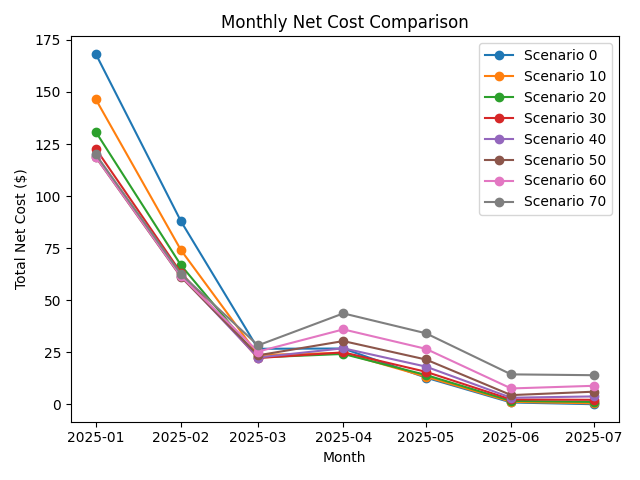 Monthly Net Cost Comparison
Total Net Cost ($)
175
150
125
100
75
50
25
0
Scenario 0
Scenario 10
Scenario 20
Scenario 30
Scenario 40
Scenario 50
Scenario 60
Scenario 70
2025-01 2025-02 2025-03 2025-04 2025-05 2025-06 2025-07
Month